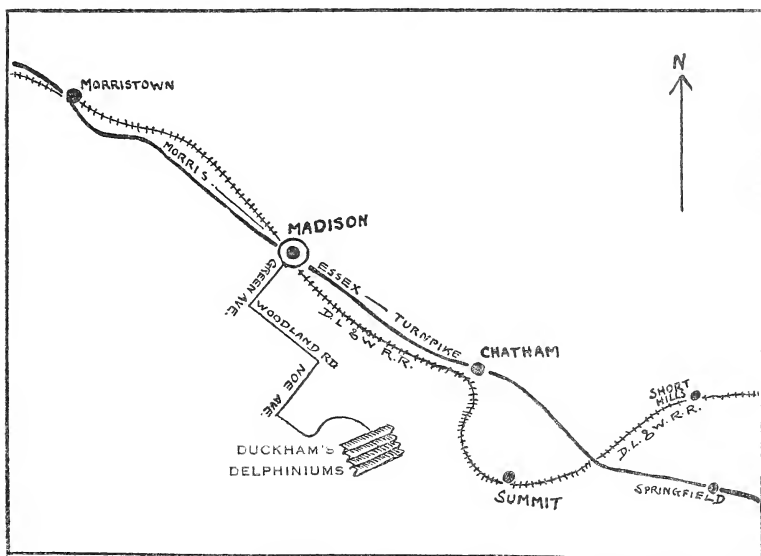 MORRISTOWN
N
MORRIS
MADISON
GREEN AVE.
ESSEX — TURNPIKE
WOODLAND RD
D. L. & W R.R.
CHATHAM
NOE AVE
SHORT
HILLS
D. L. & W. R. R.
DUCKHAM'S
DELPHINIUMS
SUMMIT
SPRINGFIELD